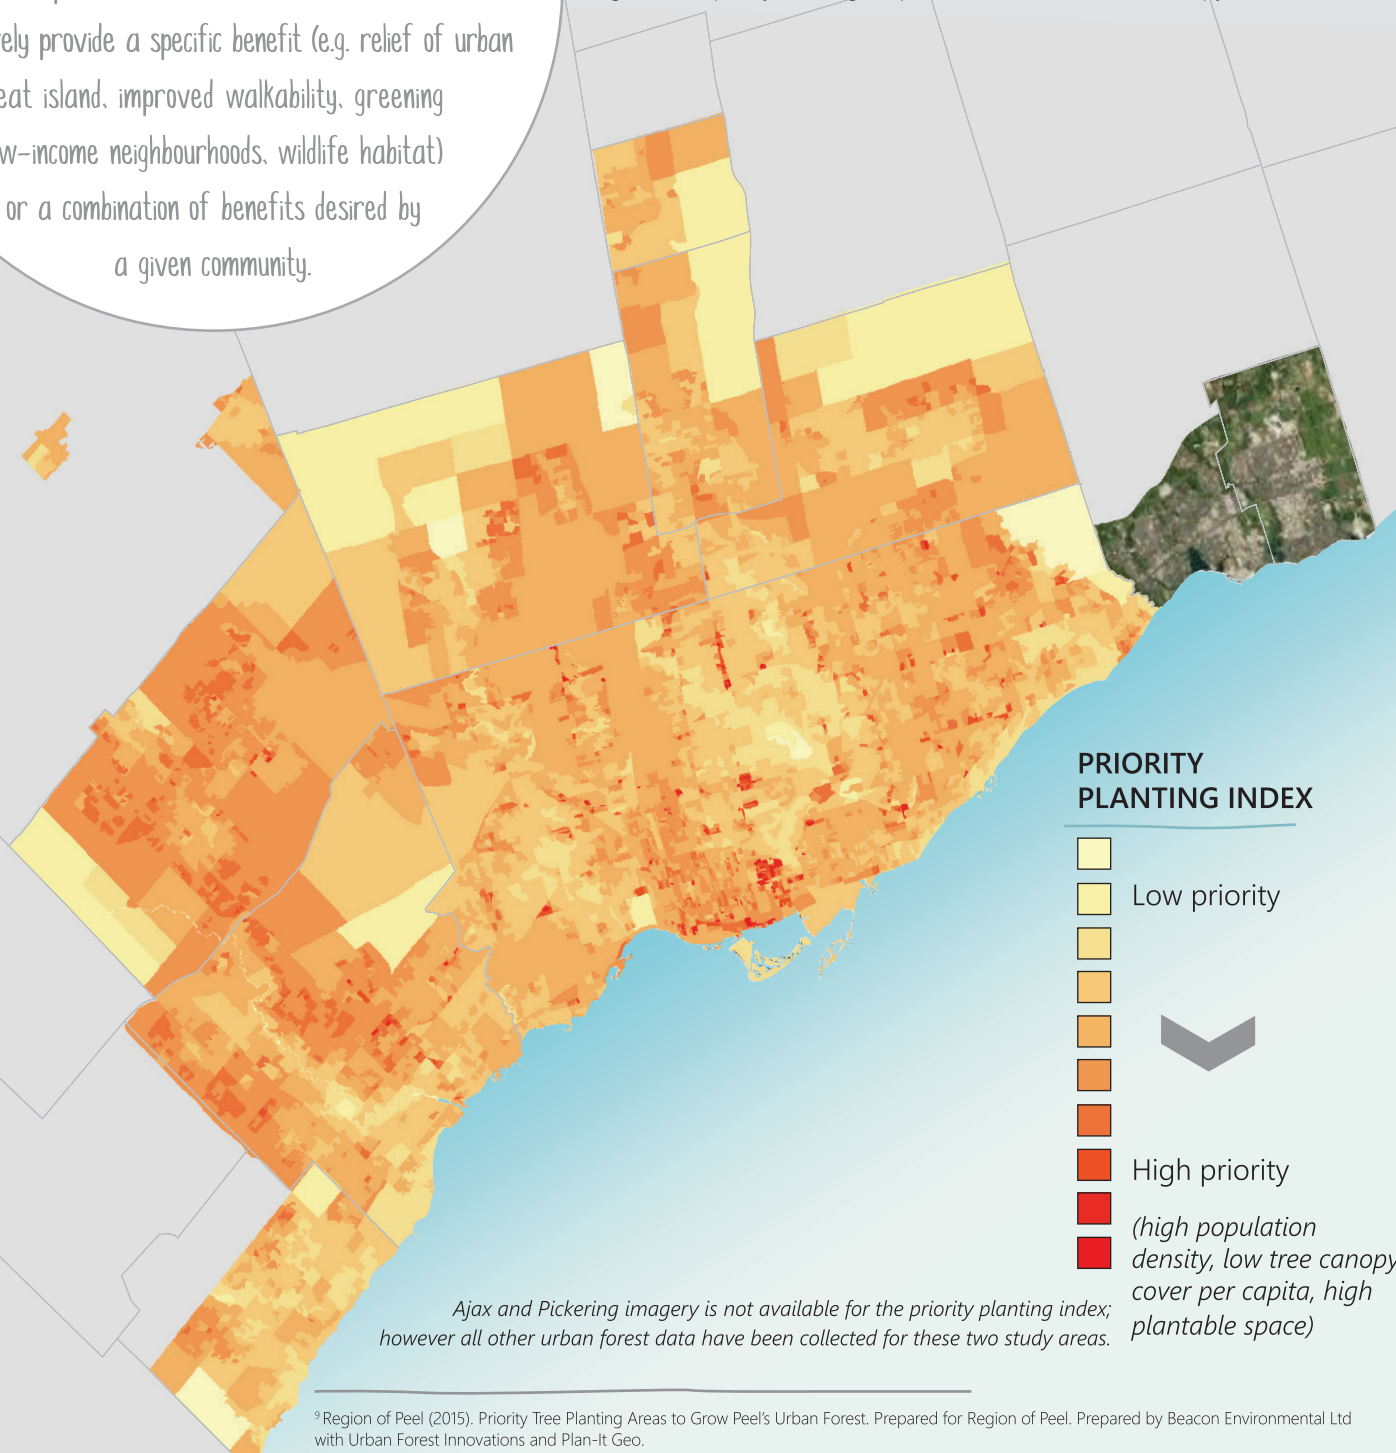 provide a specific benefit (e.g. relief of urban
island, improved walkability, greening
neighbourhoods, wildlife habitat)
or a combination of benefits desired by
a given community.
PRIORITY
PLANTING INDEX
Low priority
High priority
(high population
density, low tree canopy
cover per capita, high
plantable space)
Ajax and Pickering imagery is not available for the priority planting index;
however all other urban forest data have been collected for these two study areas.
9 Region of Peel (2015). Priority Tree Planting Areas to Grow Peel's Urban Forest. Prepared for Region of Peel. Prepared by Beacon Environmental Ltd
with Urban Forest Innovations and Plan-It Geo.